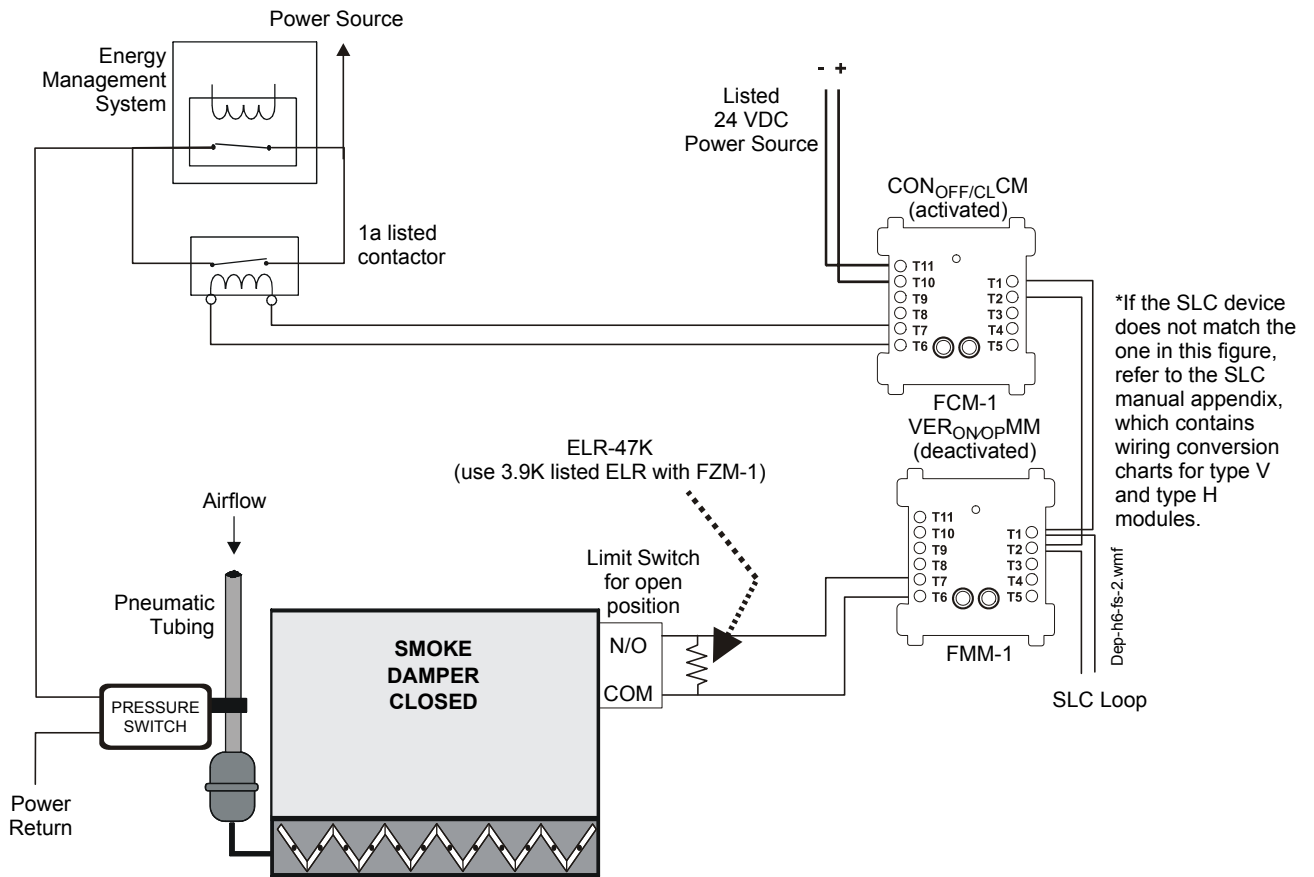 Power Source
Energy
Management
System
- +
Listed
24 VDC
Power Source
1a listed
contactor
CONOFF/CLCM
(activated)
T11
T10
T9
T8
T7
T6
T1
T2
T3
T4
T5
FCM-1
*If the SLC device
does not match the
one in this figure,
refer to the SLC
manual appendix,
which contains
wiring conversion
charts for type V
and type H
modules.
VERON/OPMM
(deactivated)
T11
T10
T9
T8
T7
T6
T1
T2
T3
T4
T5
FMM-1
Dep-h6-fs-2.wmf
SLC Loop
ELR-47K
(use 3.9K listed ELR with FZM-1)
Airflow
Pneumatic
Tubing
Limit Switch
for open
position
N/O
COM
SMOKE
DAMPER
CLOSED
PRESSURE
SWITCH
Power
Return